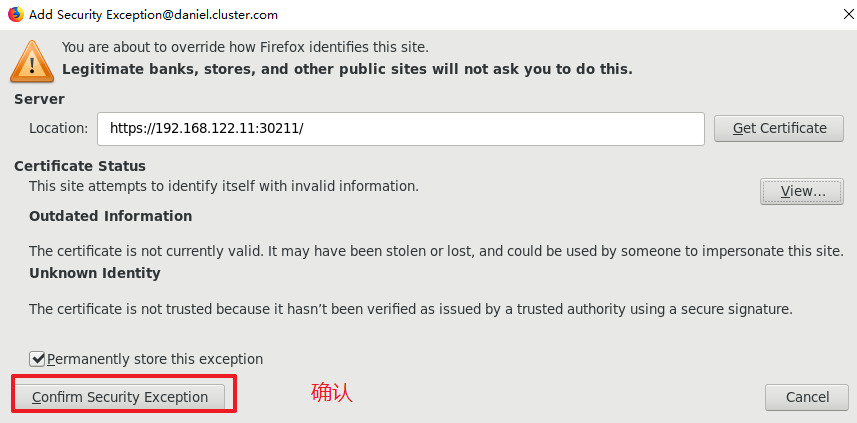 Add Security Exception@daniel.cluster.com
You are about to override how Firefox identifies this site.
Legitimate banks, stores, and other public sites will not ask you to do this.
Server
Location: https://192.168.122.11:30211/ Get Certificate
Certificate Status
This site attempts to identify itself with invalid information.
View...
Outdated Information
The certificate is not currently valid. It may have been stolen or lost, and could be used by someone to impersonate this site.
Unknown Identity
The certificate is not trusted because it hasn’t been verified as issued by a trusted authority using a secure signature.
Permanently store this exception
Confirm Security Exception 确认 Cancel